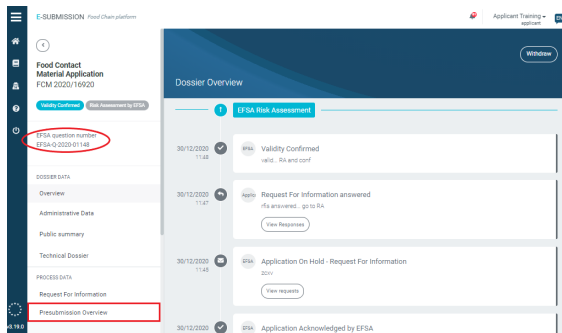 E-SUBMISSION Food Chain platform
Applicant Training
applicant
EN
Food Contact
Material Application
FCM 2020/16920
Validity Confirmed
Risk Assessment by EFSA
EFSA question number
EFSA-Q-2020-01148
DOSSIER DATA
Overview
Administrative Data
Public summary
Technical Dossier
PROCESS DATA
Request For Information
Presubmission Overview
v3.19.0
Withdraw
Dossier Overview
EFSA Risk Assessment
30/12/2020
11:48
EFSA
Validity Confirmed
valid... RA and conf
30/12/2020
11:47
Applic
Request For Information answered
rfia answered... go to RA
View Responses
30/12/2020
11:45
EFSA
Application On Hold - Request For Information
View requests
30/12/2020
EFSA
Application Acknowledged by EFSA